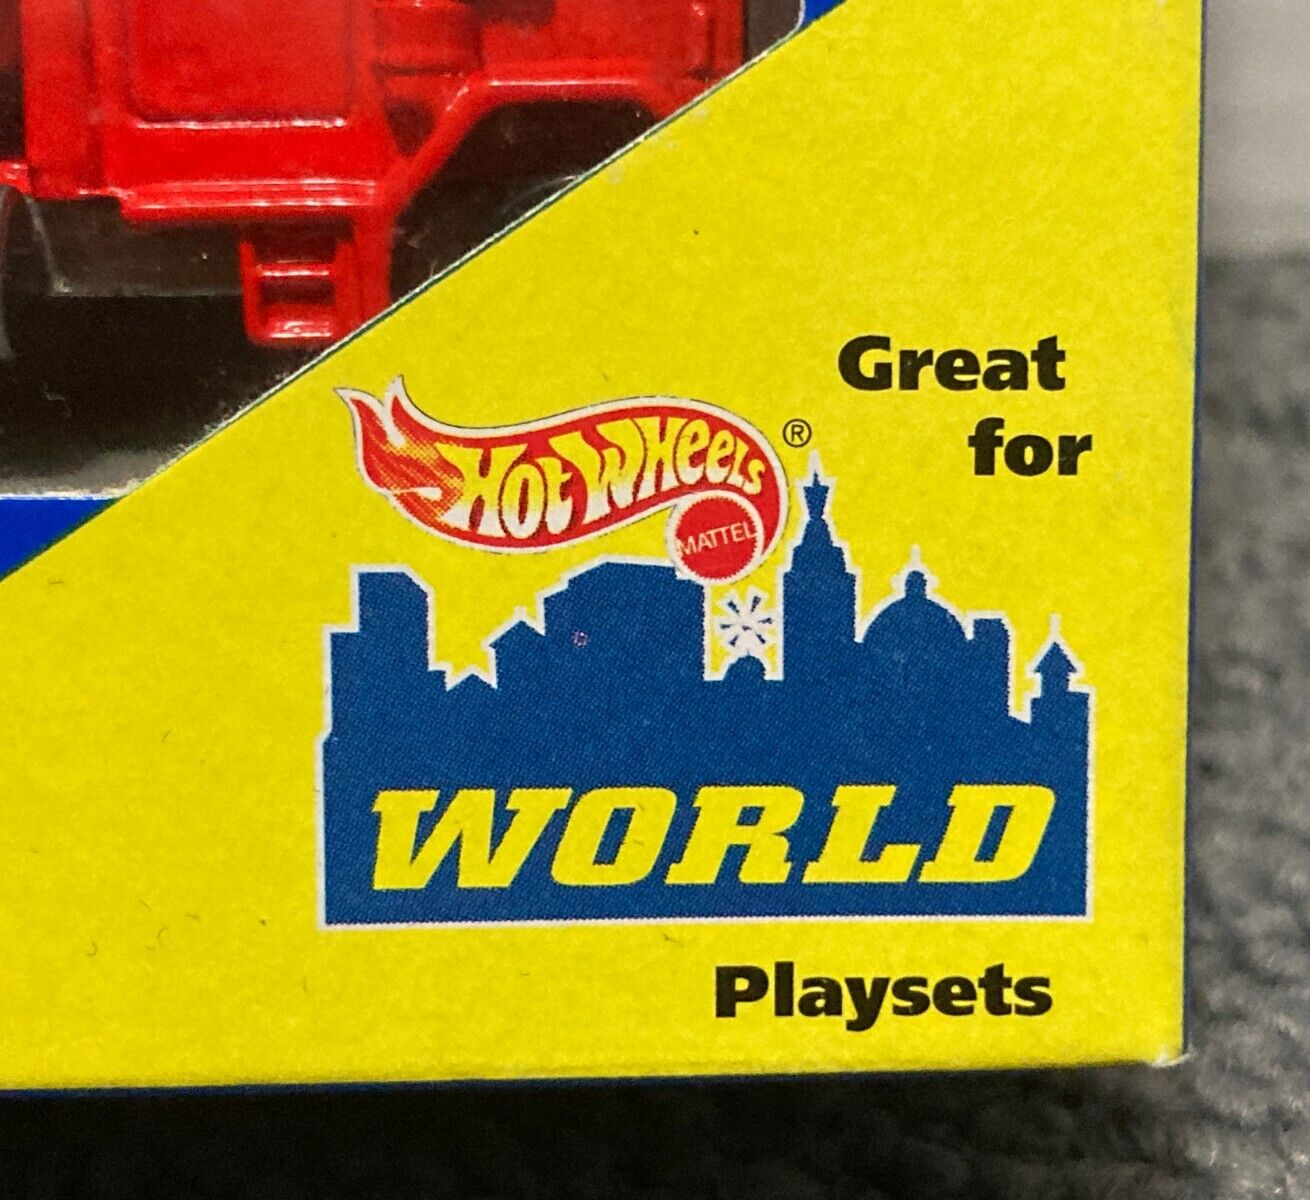 Great
for
HOT WHEELS ®
MATTEL
WORLD
Playsets